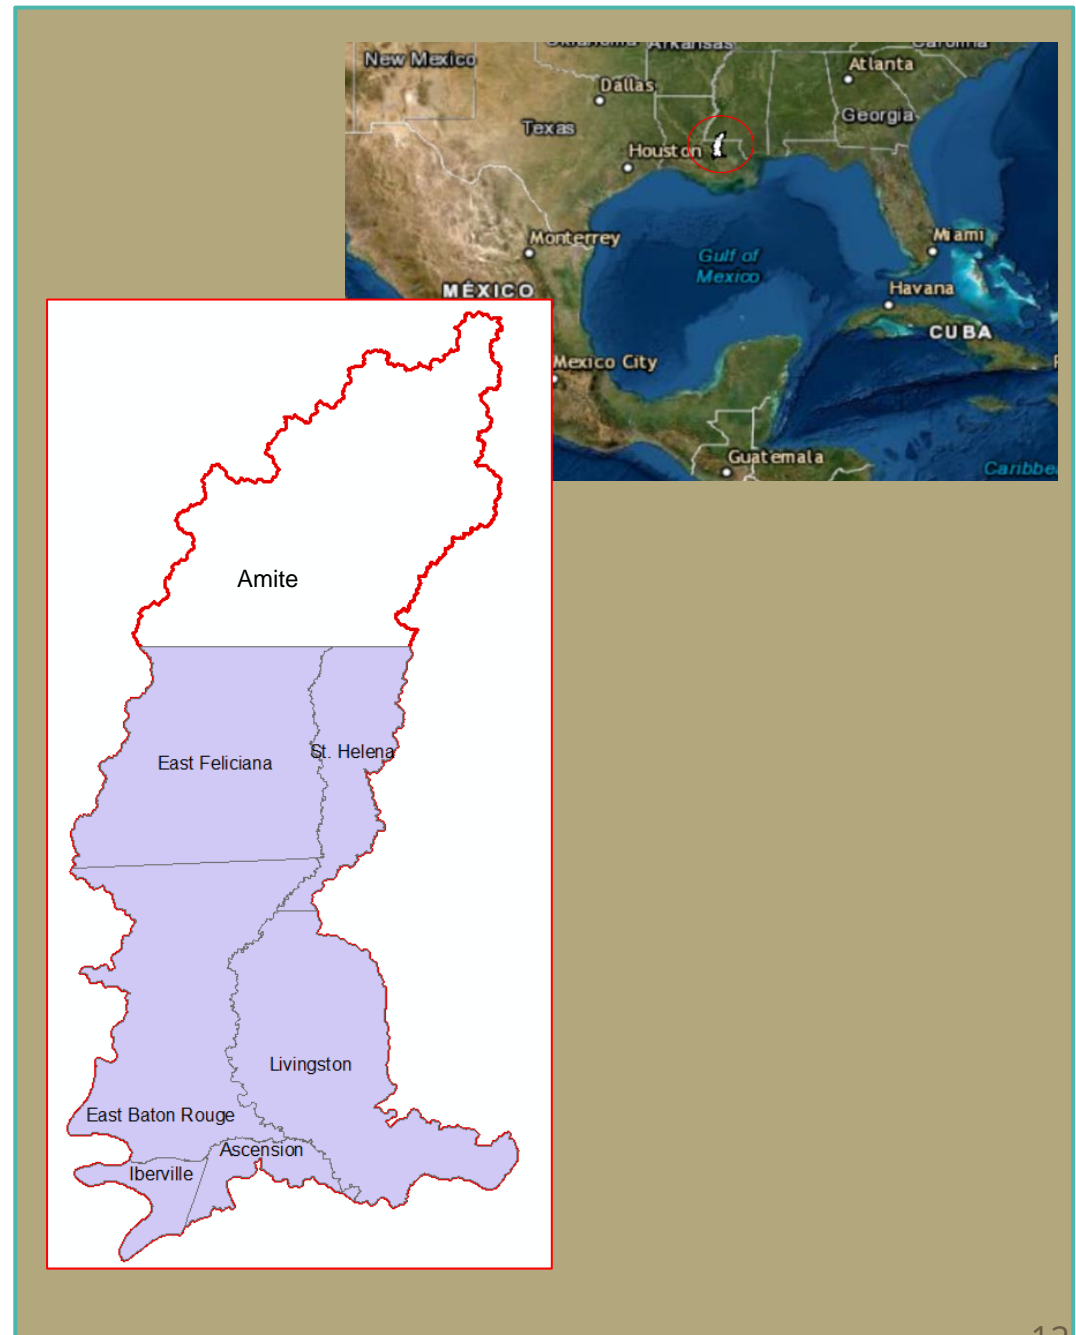 Arkansas
Carolina
New Mexico
Atlanta
Dallas
Georgia
Texas
Houston
Miami
Monterrey
Gulf of
Mexico
MÉXICO
Havana
CUBA
Mexico City
Guatemala
Caribbe
Amite
St. Helena
East Feliciana
Livingston
East Baton Rouge
Ascension
Iberville